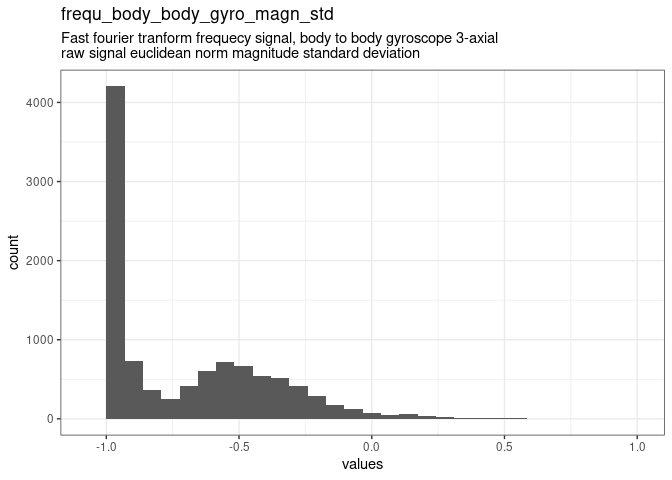 frequ_body_body_gyro_magn_std
Fast fourier tranform frequecy signal, body to body gyroscope 3-axial
raw signal euclidean norm magnitude standard deviation
4000
3000
2000
1000
0
count
-1.0 -0.5 0.0 0.5 1.0
values